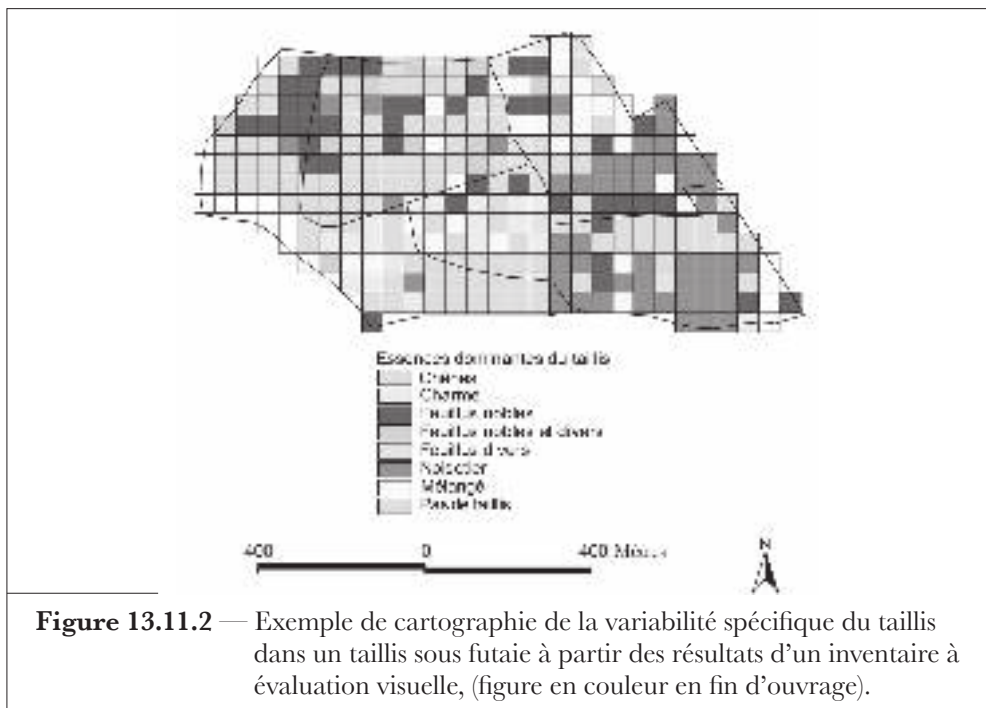 Essences dominantes du taillis
Chênes
Charme
Feuillus nobles
Feuillus nobles et divers
Feuillus divers
Noisetier
Mélangé
Pas de taillis
400 0 400 Mètres
N
Figure 13.11.2 — Exemple de cartographie de la variabilité spécifique du taillis
dans un taillis sous futaie à partir des résultats d'un inventaire à
évaluation visuelle, (figure en couleur en fin d'ouvrage).